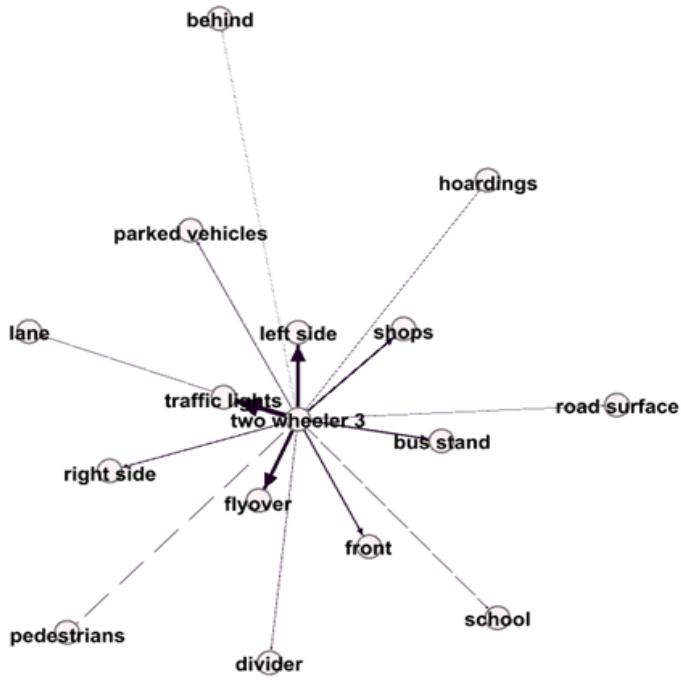 behind
hoardings
parked vehicles
lane
left side
shops
traffic lights
two wheeler 3
road surface
bus stand
right side
flyover
front
pedestrians
school
divider